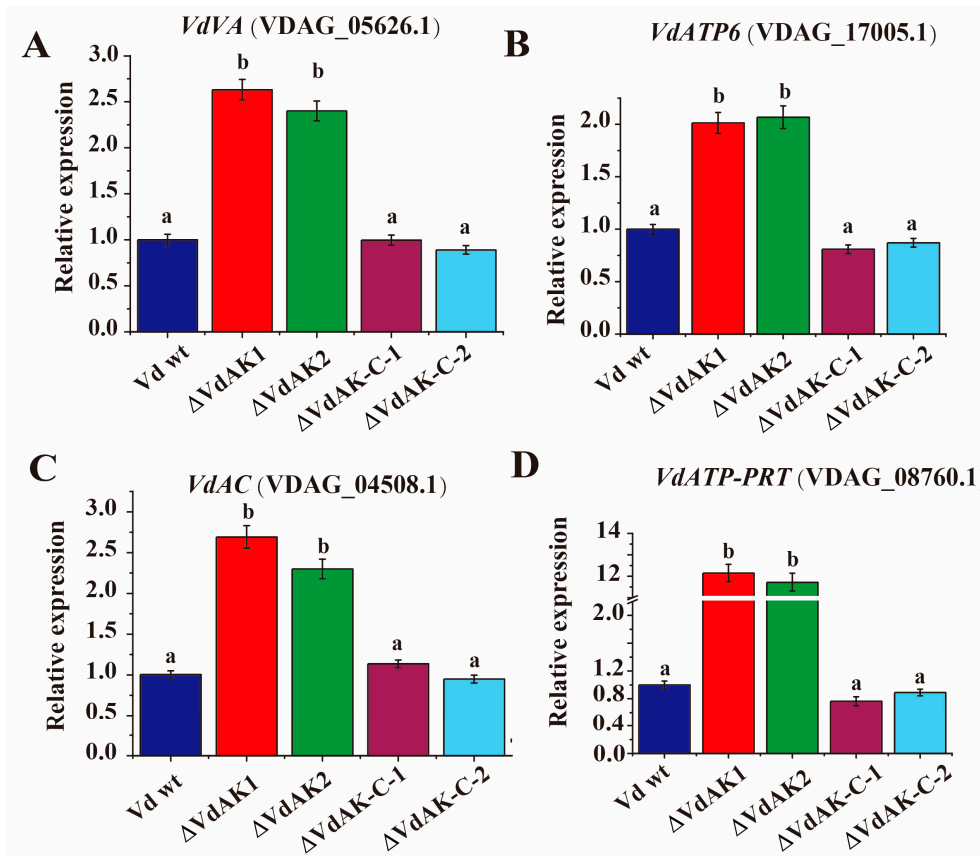 A
VdVA (VDAG_05626.1)
Relative expression
3.0
2.5
2.0
1.5
1.0
0.5
0.0
a
b
b
a
a
Vd wt
ΔVdAK1
ΔVdAK2
ΔVdAK-C-1
ΔVdAK-C-2
B
VdATP6 (VDAG_17005.1)
Relative expression
2.0
1.5
1.0
0.5
0.0
a
b
b
a
a
Vd wt
ΔVdAK1
ΔVdAK2
ΔVdAK-C-1
ΔVdAK-C-2
C
VdAC (VDAG_04508.1)
Relative expression
3.0
2.5
2.0
1.5
1.0
0.5
0.0
a
b
b
a
a
Vd wt
ΔVdAK1
ΔVdAK2
ΔVdAK-C-1
ΔVdAK-C-2
D
VdATP-PRT (VDAG_08760.1
Relative expression
14
12
2.0
1.2
0.8
0.4
0.0
a
b
b
a
a
Vd wt
ΔVdAK1
ΔVdAK2
ΔVdAK-C-1
ΔVdAK-C-2